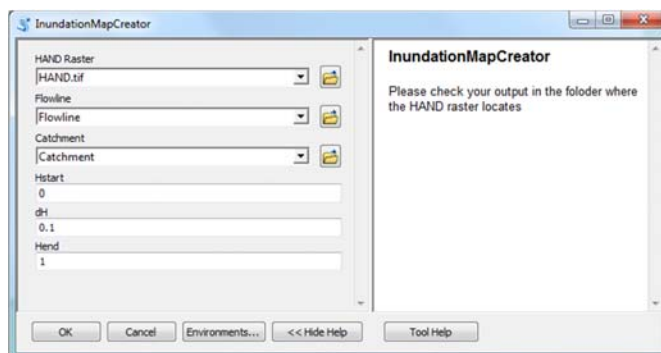 InundationMapCreator
HAND Raster
HAND.tif
Flowline
Flowline
Catchment
Catchment
Hstart
0
dH
0.1
Hend
1
InundationMapCreator
Please check your output in the foloder where
the HAND raster locates
OK
Cancel
Environments...
<< Hide Help
Tool Help